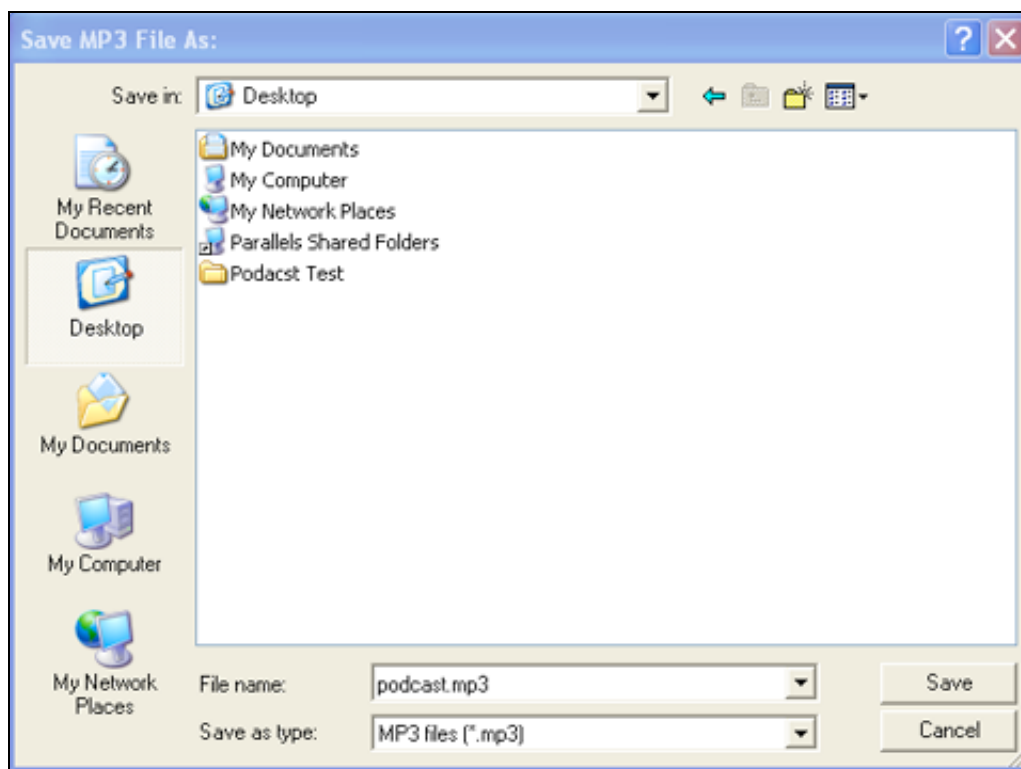 Save MP3 File As:
?
Save in:
Desktop
My Recent
Documents
Desktop
My Documents
My Computer
My Network
Places
My Documents
My Computer
My Network Places
Parallels Shared Folders
Podacst Test
File name:
podcast.mp3
Save
Save as type:
MP3 files (*.mp3)
Cancel